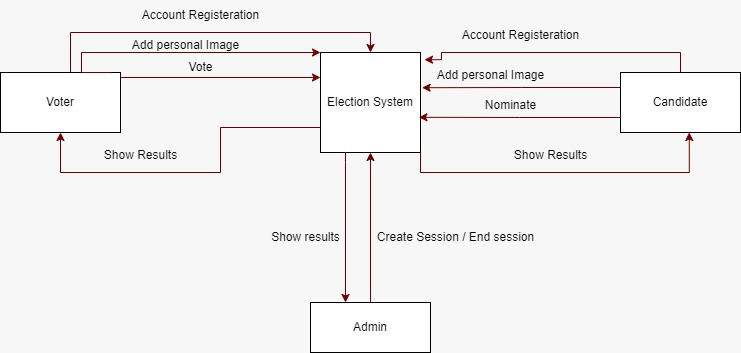 Account Registeration
Account Registeration
Add personal Image
Vote
Add personal Image
Voter
Election System
Candidate
Nominate
Show Results
Show Results
Show results
Create Session / End session
Admin